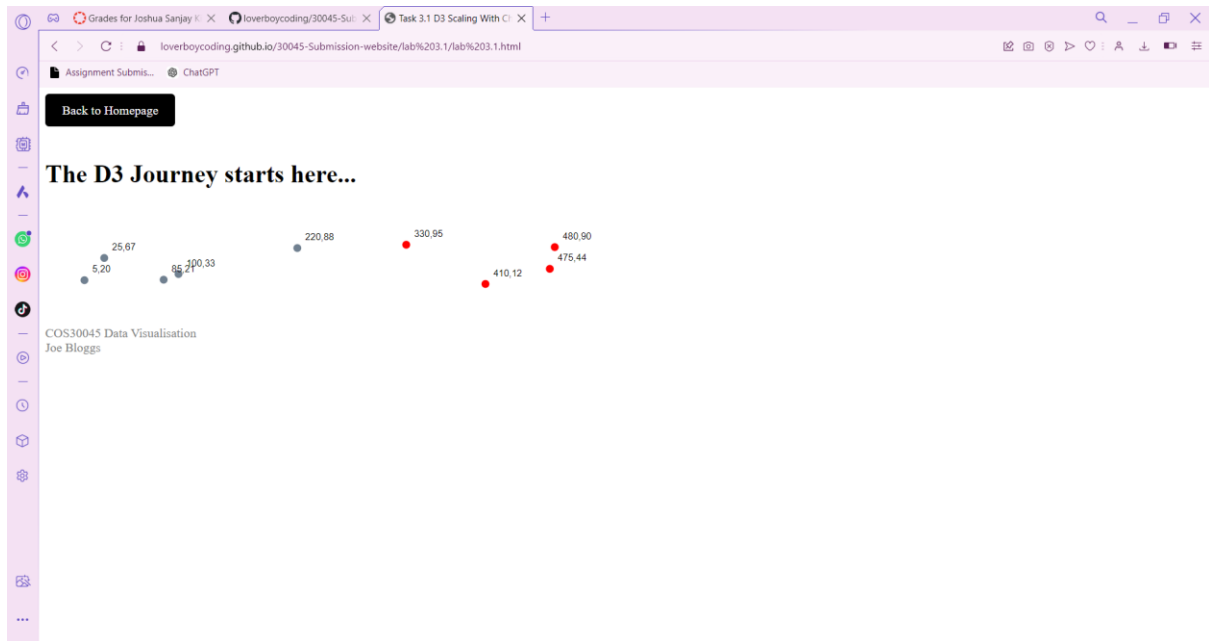 Grades for Joshua Sanjay K
loverboycoding/30045-Sub
Task 3.1 D3 Scaling With Ch
loverboycoding.github.io/30045-Submission-website/lab%203.1/lab%203.1.html
Assignment Submis...
ChatGPT
Back to Homepage
The D3 Journey starts here...
25,67
5,20
85,21
100,33
220,88
330,95
410,12
480,90
475,44
COS30045 Data Visualisation
Joe Bloggs